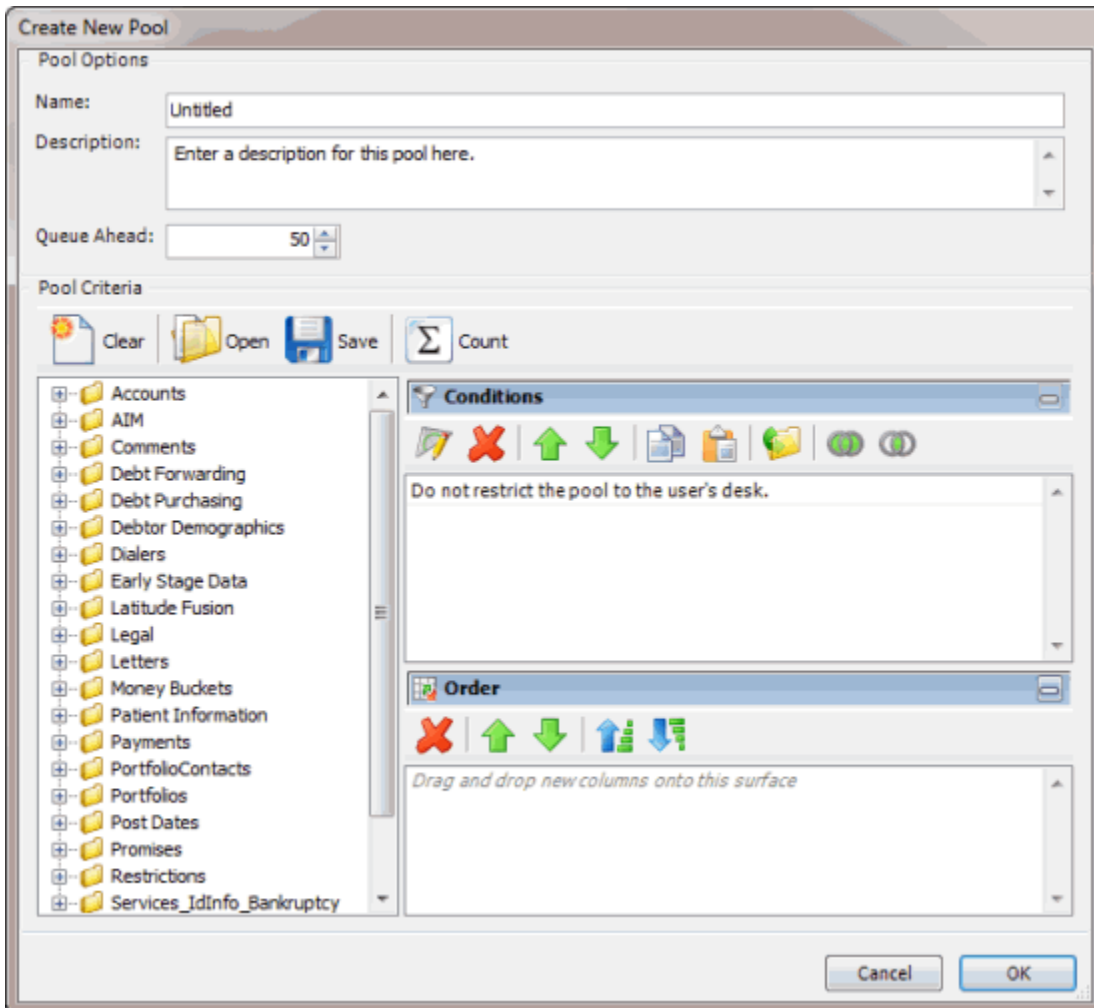 Create New Pool
Pool Options
Name:
Untitled
Description:
Enter a description for this pool here.
Queue Ahead:
50
Pool Criteria
Clear
Open
Save
Σ Count
Accounts
AIM
Comments
Debt Forwarding
Debt Purchasing
Debtor Demographics
Dialers
Early Stage Data
Latitude Fusion
Legal
Letters
Money Buckets
Patient Information
Payments
PortfolioContacts
Portfolios
Post Dates
Promises
Restrictions
Services_IdInfo_Bankruptcy
Conditions
Do not restrict the pool to the user's desk.
Order
Drag and drop new columns onto this surface
Cancel
OK